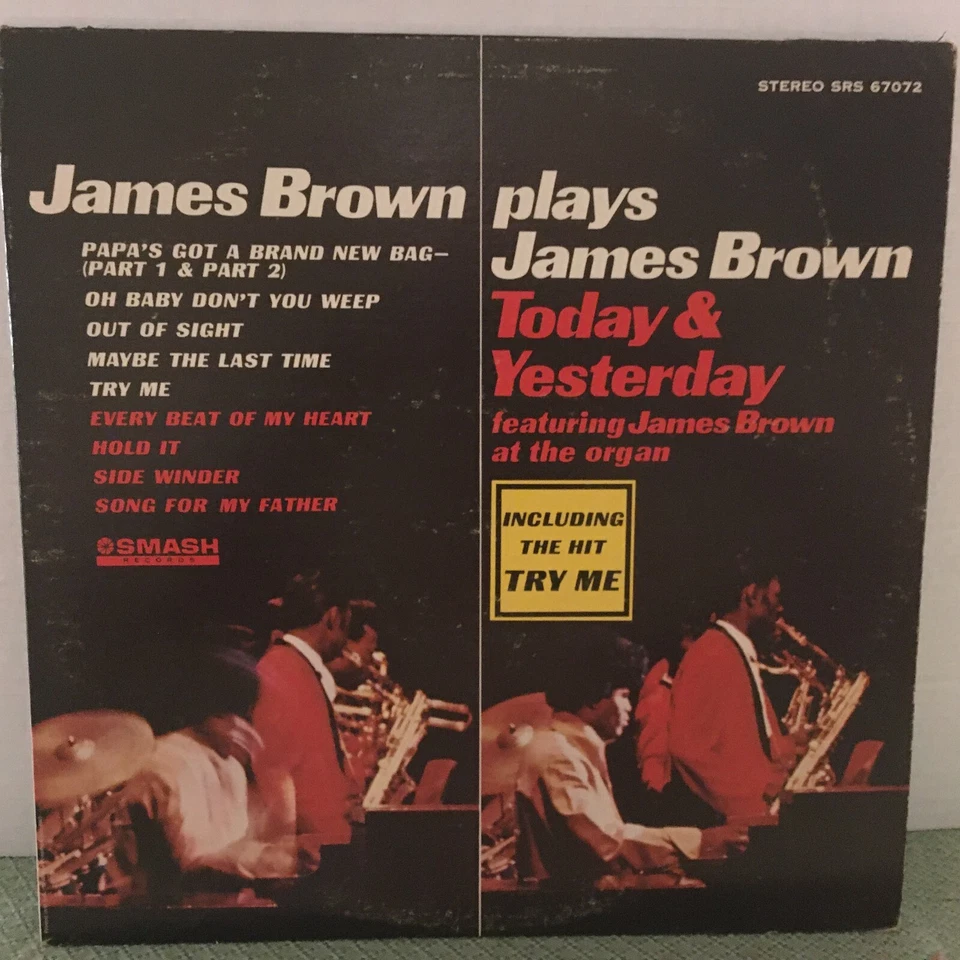 STEREO SRS 67072
James Brown plays
James Brown
Today &
Yesterday
featuring James Brown
at the organ
PAPA'S GOT A BRAND NEW BAG–
(PART 1 & PART 2)
OH BABY DON'T YOU WEEP
OUT OF SIGHT
MAYBE THE LAST TIME
TRY ME
EVERY BEAT OF MY HEART
HOLD IT
SIDE WINDER
SONG FOR MY FATHER
SMASH
RECORDS
INCLUDING
THE HIT
TRY ME